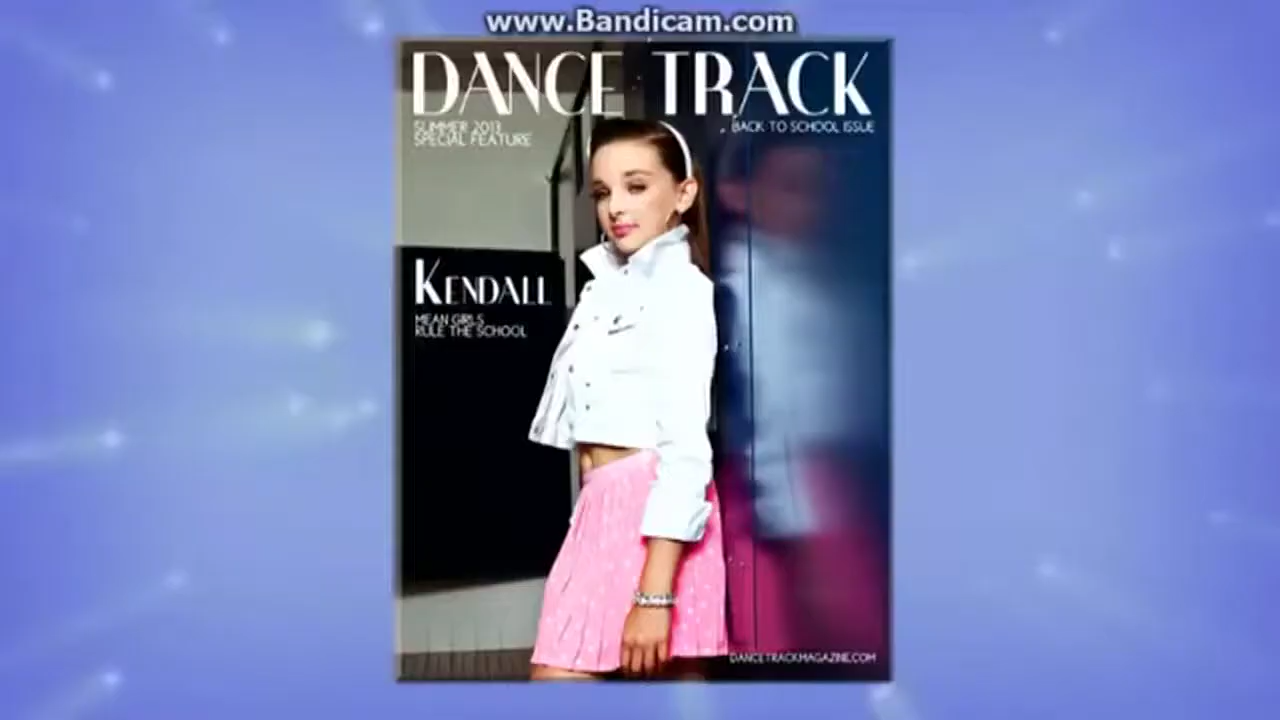 www.Bandicam.com
DANCE TRACK
SUMMER 2013
SPECIAL FEATURE
BACK TO SCHOOL ISSUE
KENDALL
MEAN GIRLS
RULE THE SCHOOL
DANCETRACKMAGAZINE.COM